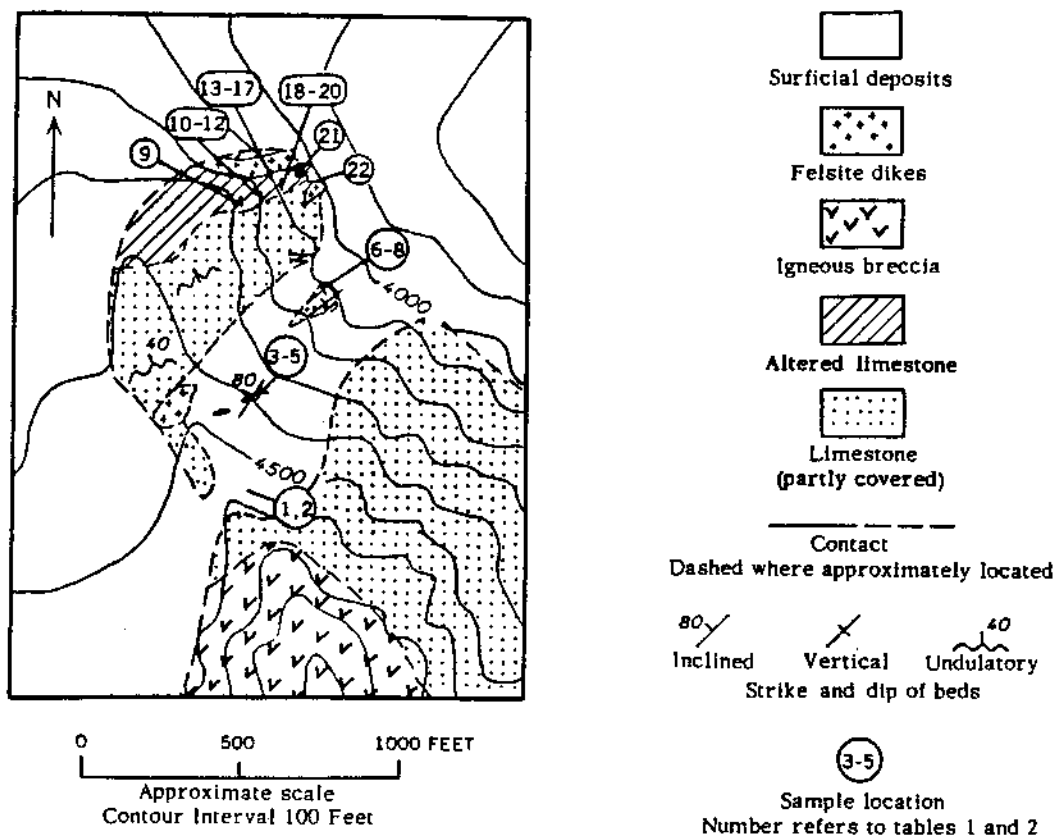 N
13-17
18-20
10-12
21
9
22
6-8
4000
40
3-5
80
4500
1,2
0 500 1000 FEET
Approximate scale
Contour Interval 100 Feet
Surficial deposits
Felsite dikes
Igneous breccia
Altered limestone
Limestone
(partly covered)
Contact
Dashed where approximately located
80 40
Inclined Vertical Undulatory
Strike and dip of beds
3-5
Sample location
Number refers to tables 1 and 2